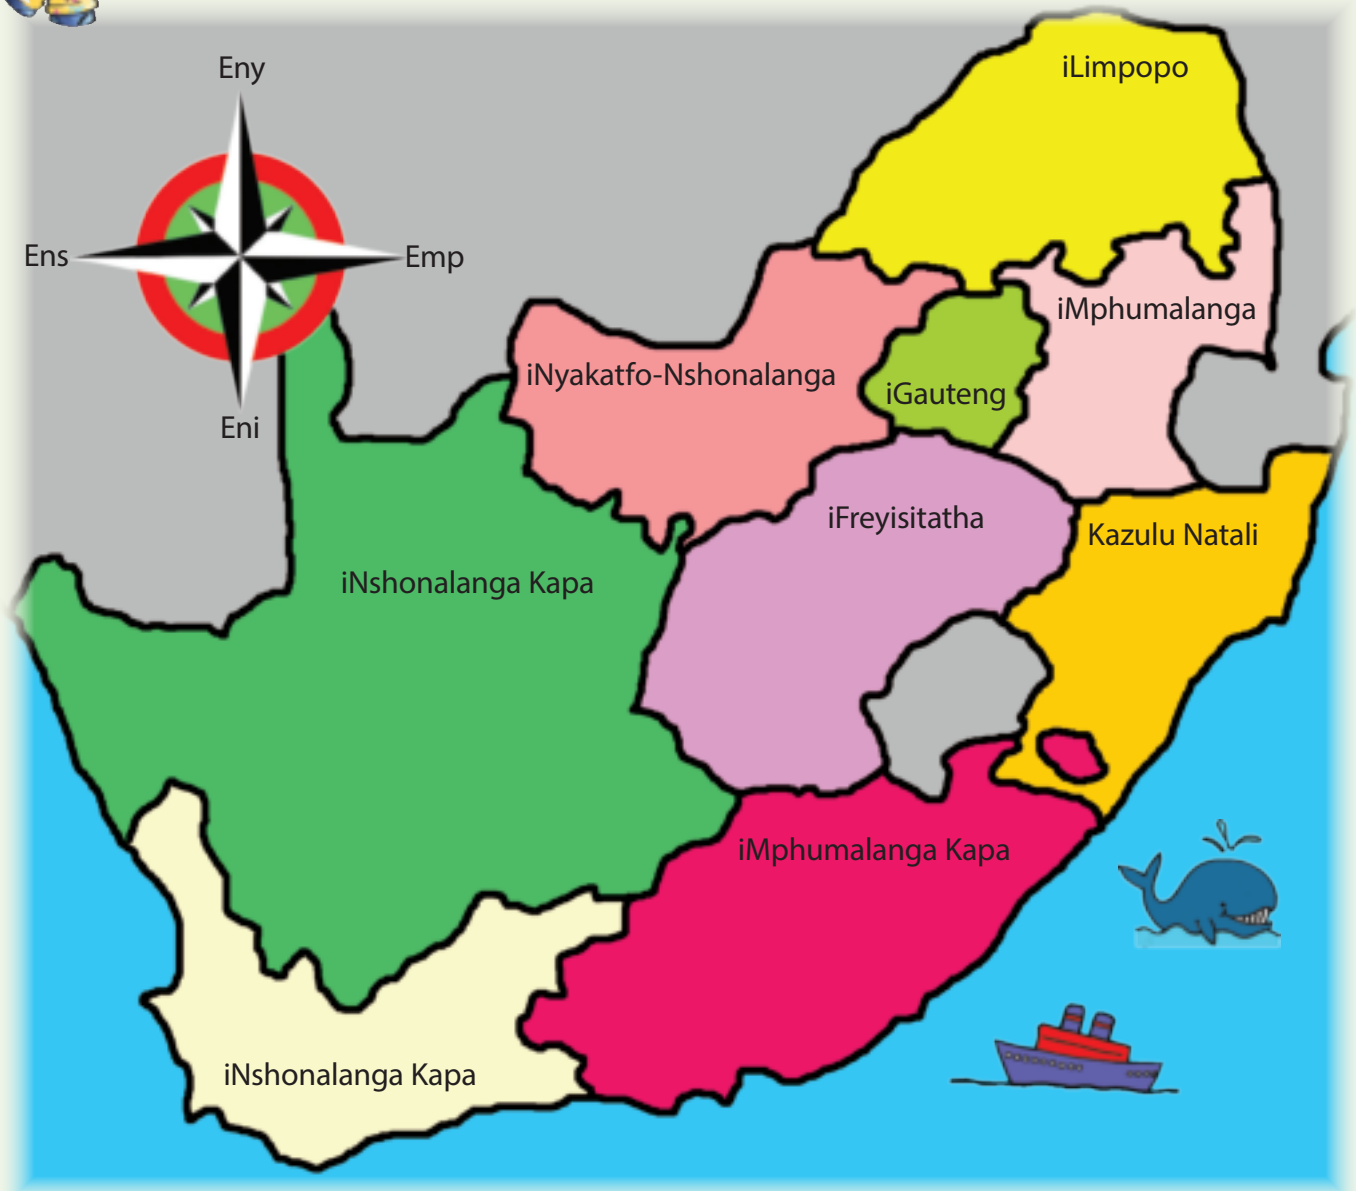 Eny
iLimpopo
Ens
Emp
iMphumalanga
iNyakatfo-Nshonalanga
iGauteng
Eni
iFreyisitatha
Kazulu Natali
iNshonalanga Kapa
iMphumalanga Kapa
iNshonalanga Kapa